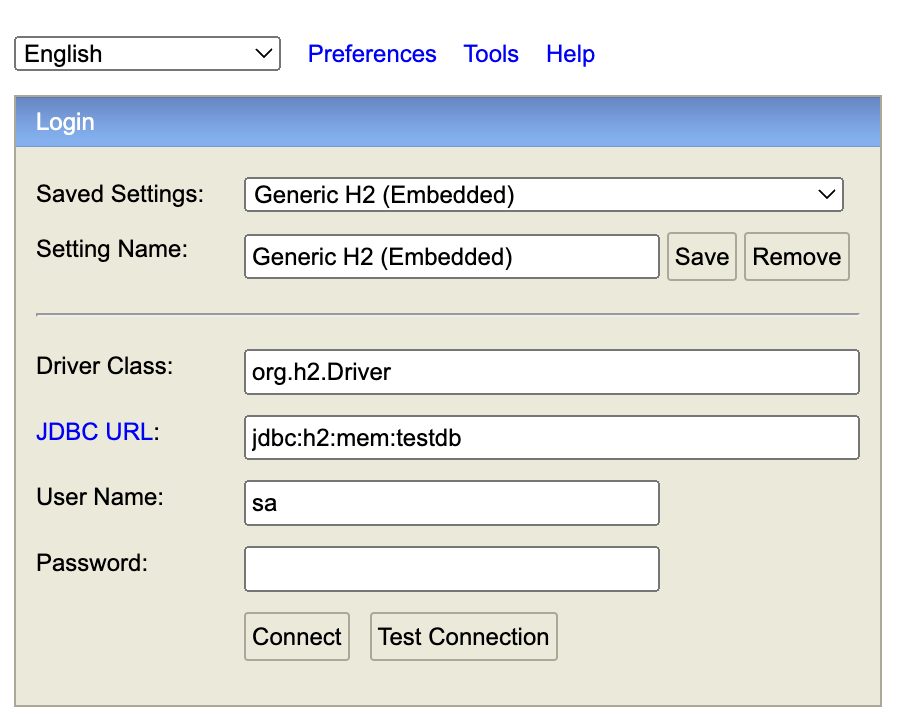 English Preferences Tools Help
Login
Saved Settings: Generic H2 (Embedded)
Setting Name: Generic H2 (Embedded) Save Remove
Driver Class: org.h2.Driver
JDBC URL: jdbc:h2:mem:testdb
User Name: sa
Password:
Connect Test Connection